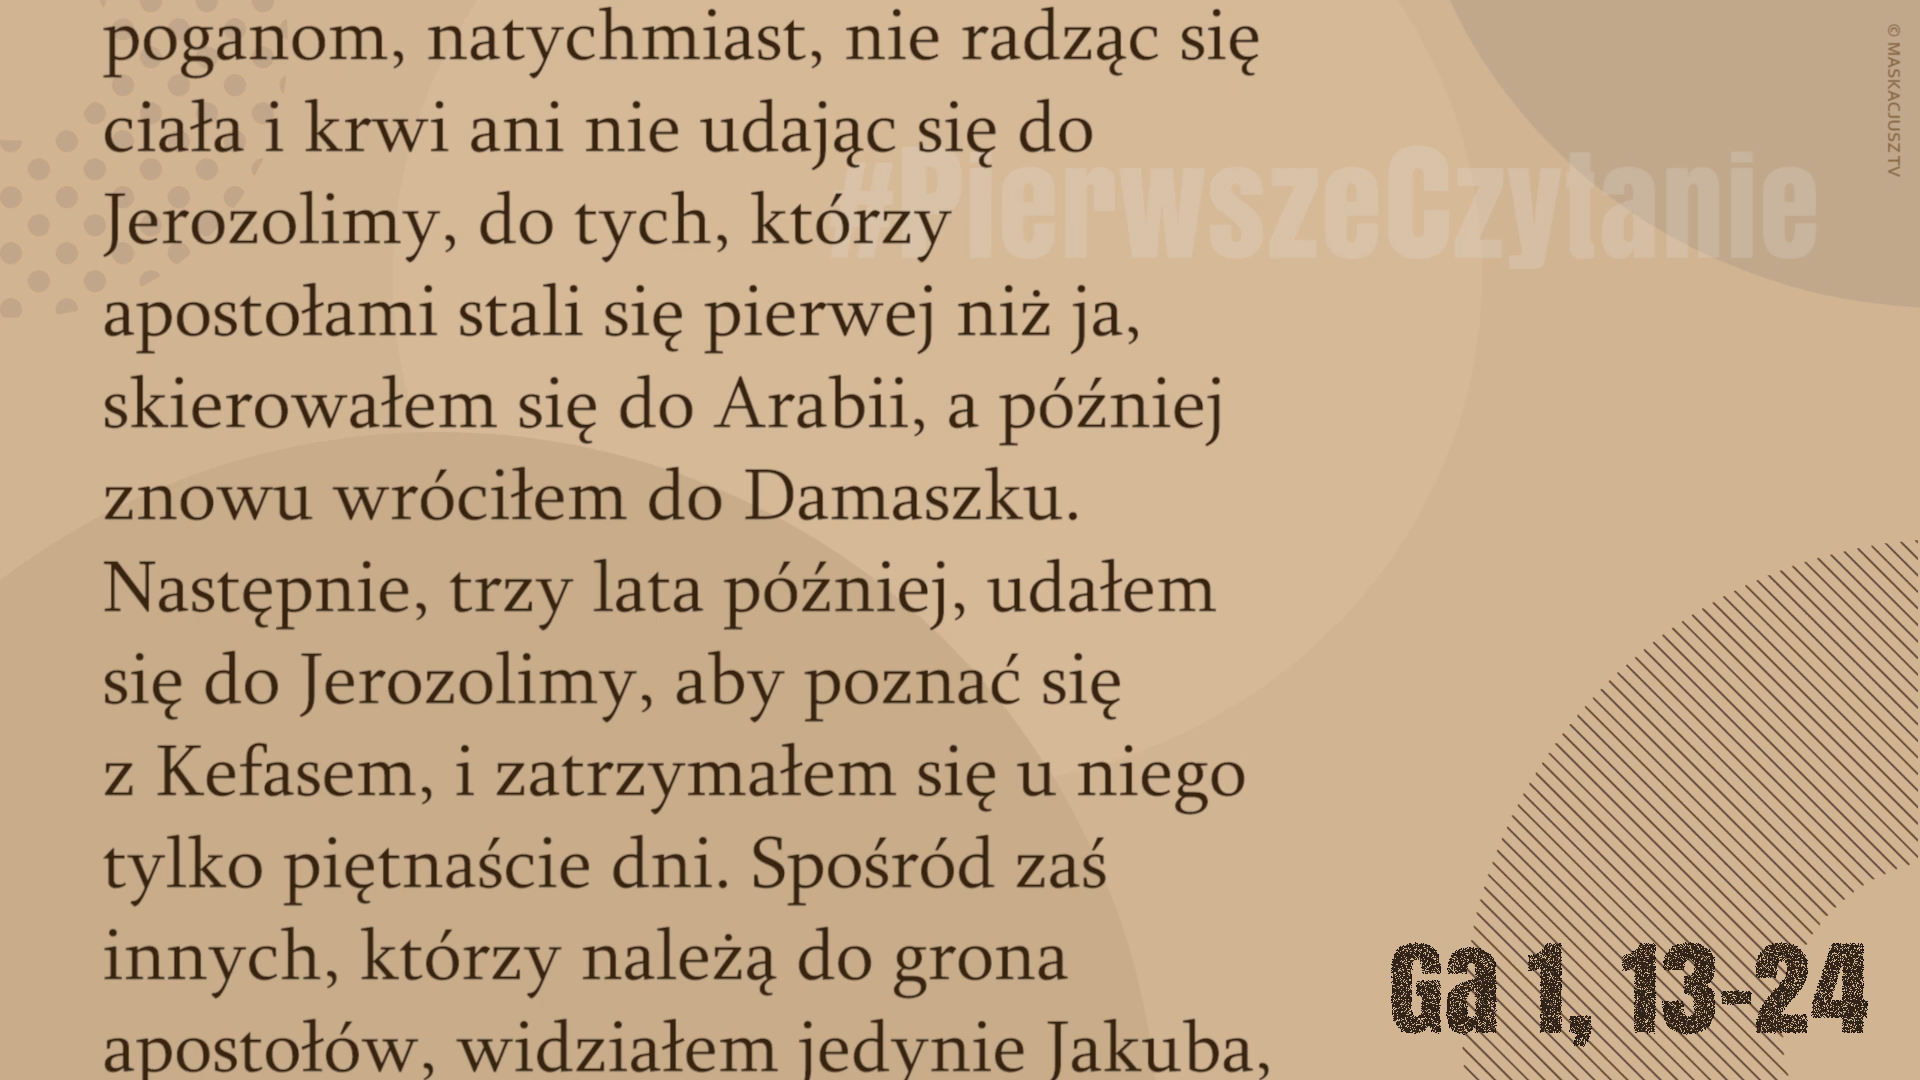 poganom, natychmiast, nie radząc się
ciała i krwi ani nie udając się do
Jerozolimy, do tych, którzy
apostołami stali się pierwej niż ja,
skierowałem się do Arabii, a później
znowu wróciłem do Damaszku.
Następnie, trzy lata później, udałem
się do Jerozolimy, aby poznać się
z Kefasem, i zatrzymałem się u niego
tylko piętnaście dni. Spośród zaś
innych, którzy należą do grona
apostołów, widziałem jedynie Jakuba,
#PierwszeCzytanie
© MASKACJUSZ TV
Ga 1, 13-24